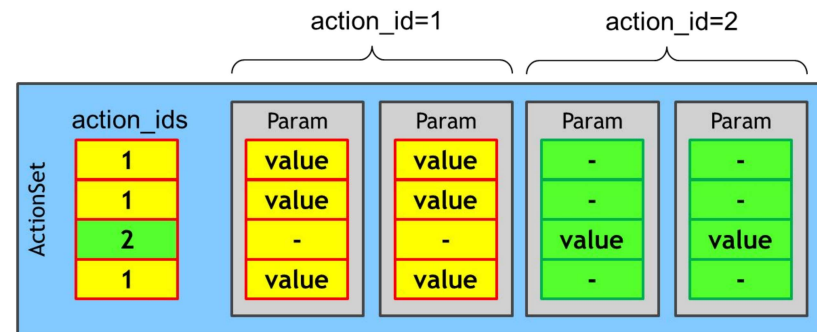 action_id=1 action_id=2
action_ids Param Param Param Param
ActionSet
1 value value - -
1 value value - -
2 - - value value
1 value value - -